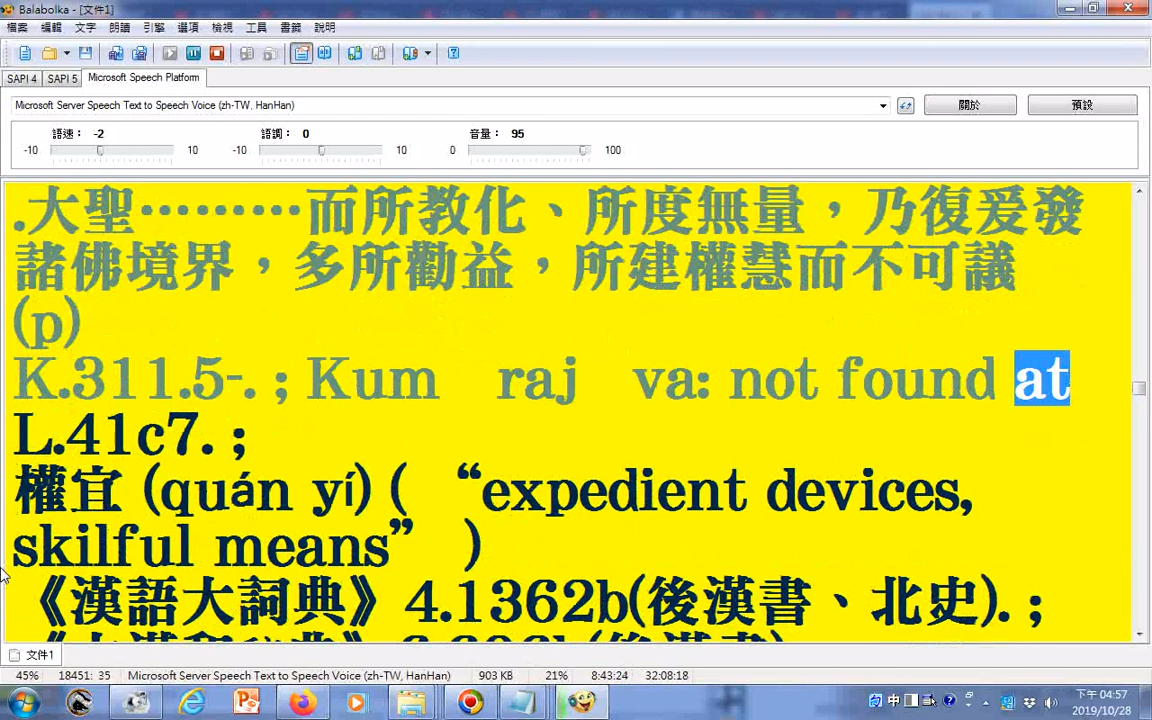 Balabolka - [文件1]
檔案 編輯 文字 朗讀 引擎 選項 檢視 工具 書籤 說明
SAPI 4 SAPI 5 Microsoft Speech Platform
Microsoft Server Speech Text to Speech Voice (zh-TW, HanHan) 關於 預設
語速： -2 語調： 0 音量： 95
-10 10 -10 10 0 100
.大聖………而所教化、所度無量，乃復爰發
諸佛境界，多所勸益，所建權慧而不可議
(p)
K.311.5-. ; Kum raj va: not found at
L.41c7. ;
權宜 (quán yí) ( “expedient devices,
skilful means” )
《漢語大詞典》 4.1362b(後漢書、北史). ;
文件1
45% 18451: 35 Microsoft Server Speech Text to Speech Voice (zh-TW, HanHan) 903 KB 21% 8:43:24 32:08:18
中 下午 04:57
2019/10/28